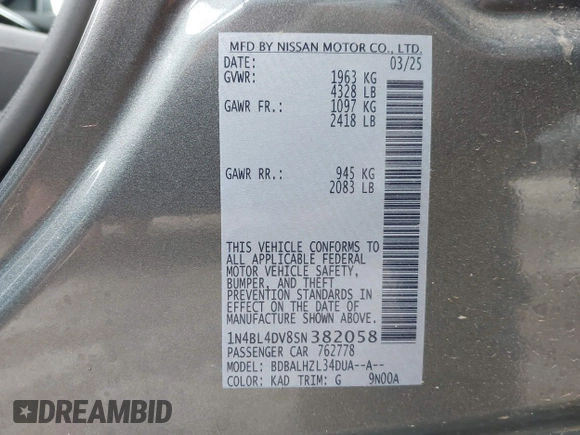 MFD BY NISSAN MOTOR CO., LTD.
DATE: 03/25
GVWR: 1963 KG
4328 LB
GAWR FR.: 1097 KG
2418 LB
GAWR RR.: 945 KG
2083 LB
THIS VEHICLE CONFORMS TO
ALL APPLICABLE FEDERAL
MOTOR VEHICLE SAFETY,
BUMPER, AND THEFT
PREVENTION STANDARDS IN
EFFECT ON THE DATE OF
MANUFACTURE SHOWN ABOVE.
1N4BL4DV8SN382058
PASSENGER CAR 762778
MODEL: BDBALHZL34DUA--A--
COLOR: KAD TRIM: G 9N00A
DREAMBID